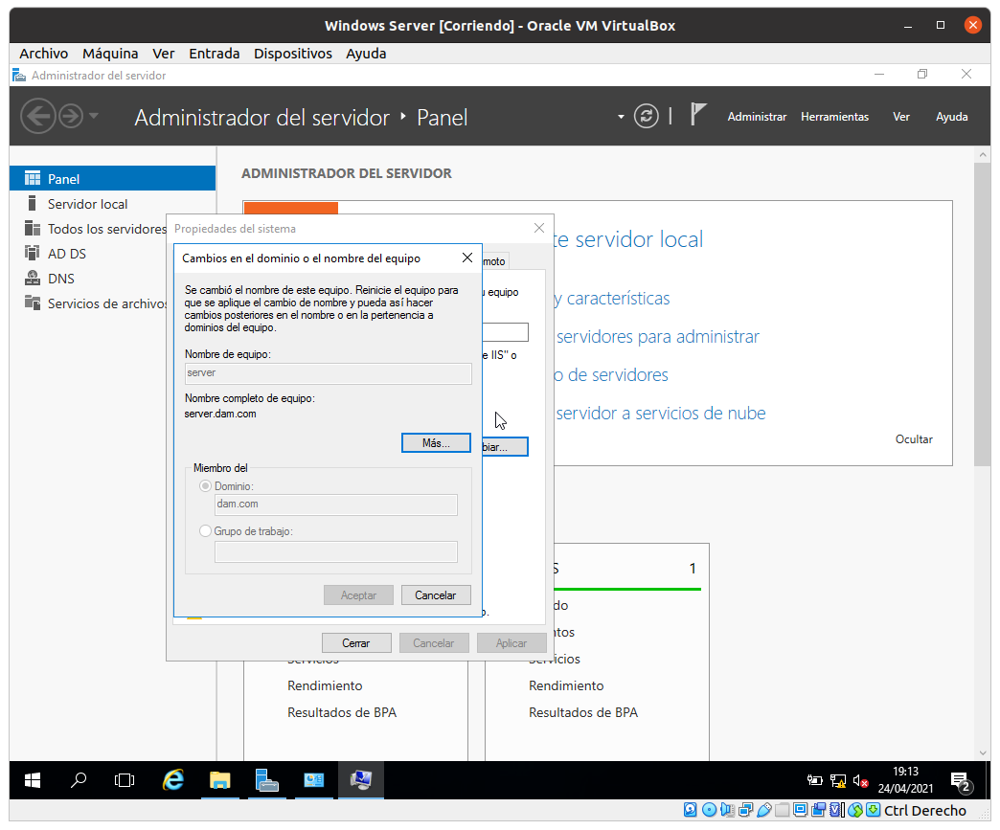 Windows Server [Corriendo] - Oracle VM VirtualBox
Archivo Máquina Ver Entrada Dispositivos Ayuda
Administrador del servidor
Administrador del servidor ‣ Panel
Administrar Herramientas Ver Ayuda
Panel
Servidor local
Todos los servidores
AD DS
DNS
Servicios de archivos
ADMINISTRADOR DEL SERVIDOR
te servidor local
y características
servidores para administrar
o de servidores
servidor a servicios de nube
Ocultar
Propiedades del sistema
moto
u equipo
e IIS" o
biar...
Cambios en el dominio o el nombre del equipo
Se cambió el nombre de este equipo. Reinicie el equipo para
que se aplique el cambio de nombre y pueda así hacer
cambios posteriores en el nombre o en la pertenencia a
dominios del equipo.
Nombre de equipo:
server
Nombre completo de equipo:
server.dam.com
Más...
Miembro del
Dominio:
dam.com
Grupo de trabajo:
Aceptar Cancelar
Cerrar Cancelar Aplicar
S 1
do
ntos
Servicios
Rendimiento
Resultados de BPA
Servicios
Rendimiento
Resultados de BPA
19:13
24/04/2021
2
Ctrl Derecho